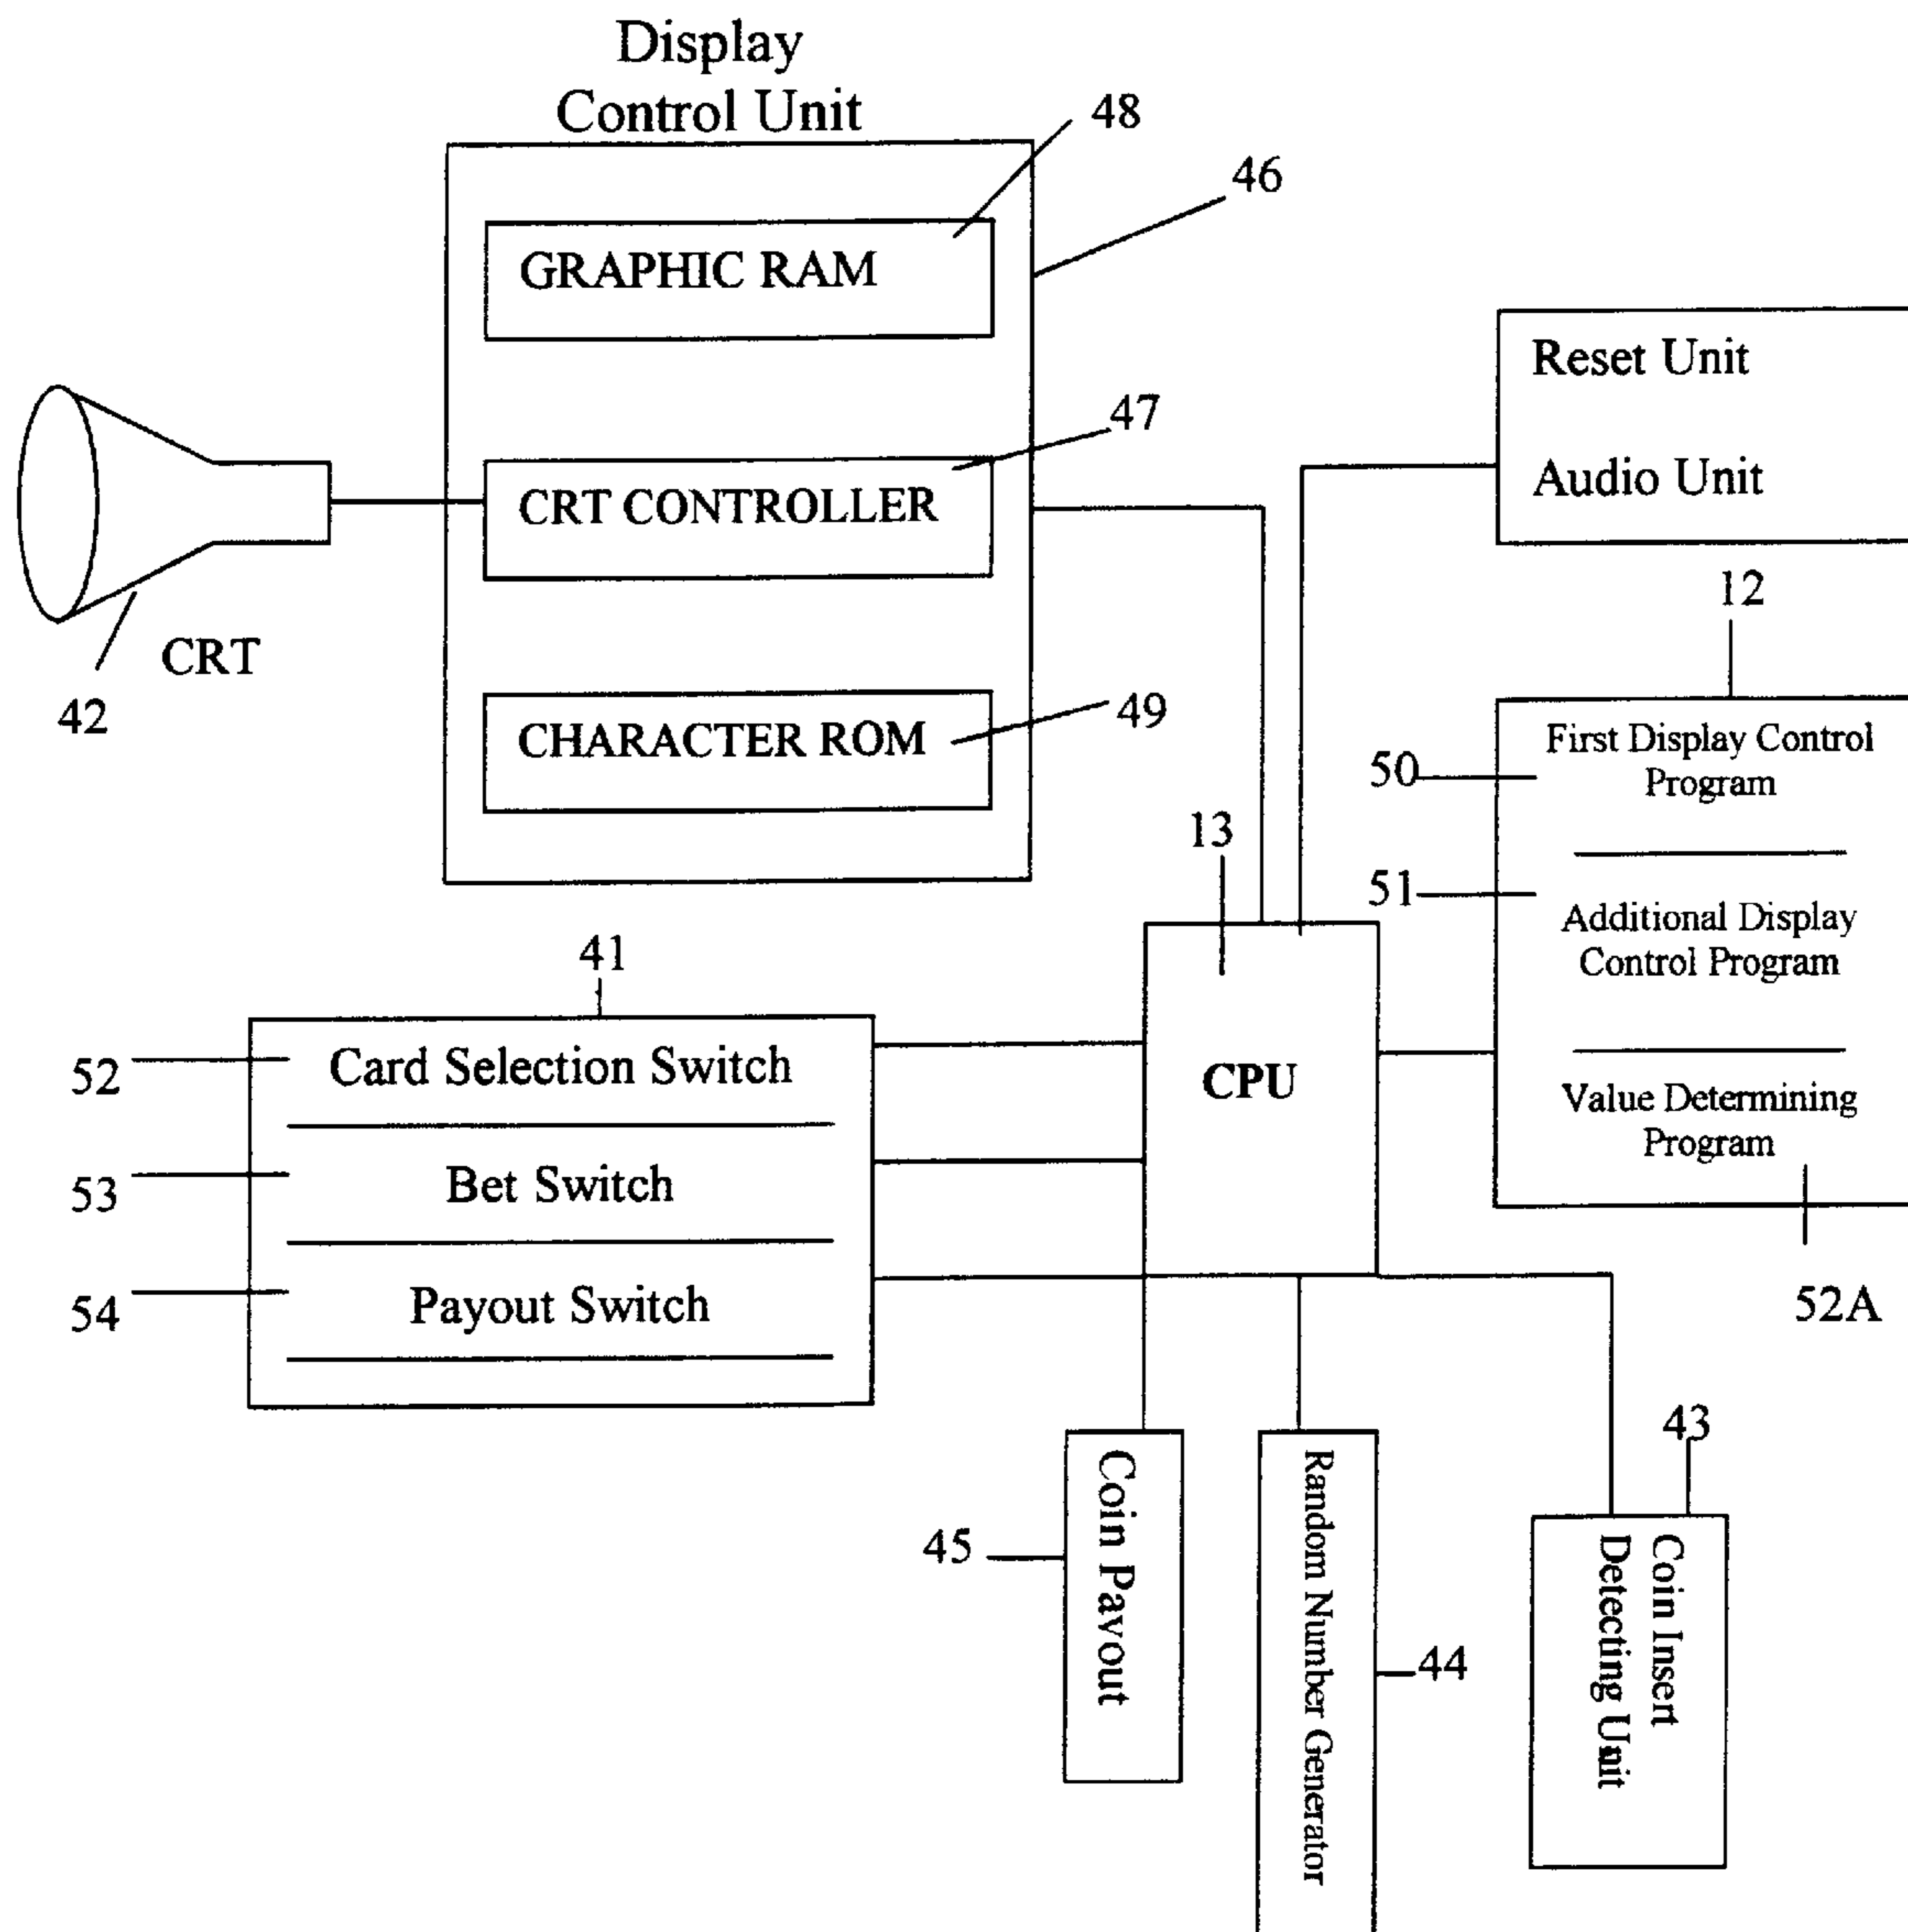 Display
Control Unit
48
46
GRAPHIC RAM
Reset Unit
47
Audio Unit
CRT CONTROLLER
12
CRT
42
49
CHARACTER ROM
First Display Control
Program
50
13
51
Additional Display
Control Program
41
52
Card Selection Switch
CPU
Value Determining
Program
53
Bet Switch
54
Payout Switch
52A
43
45
Coin Payout
Random Number Generator
44
Coin Insert
Detecting Unit